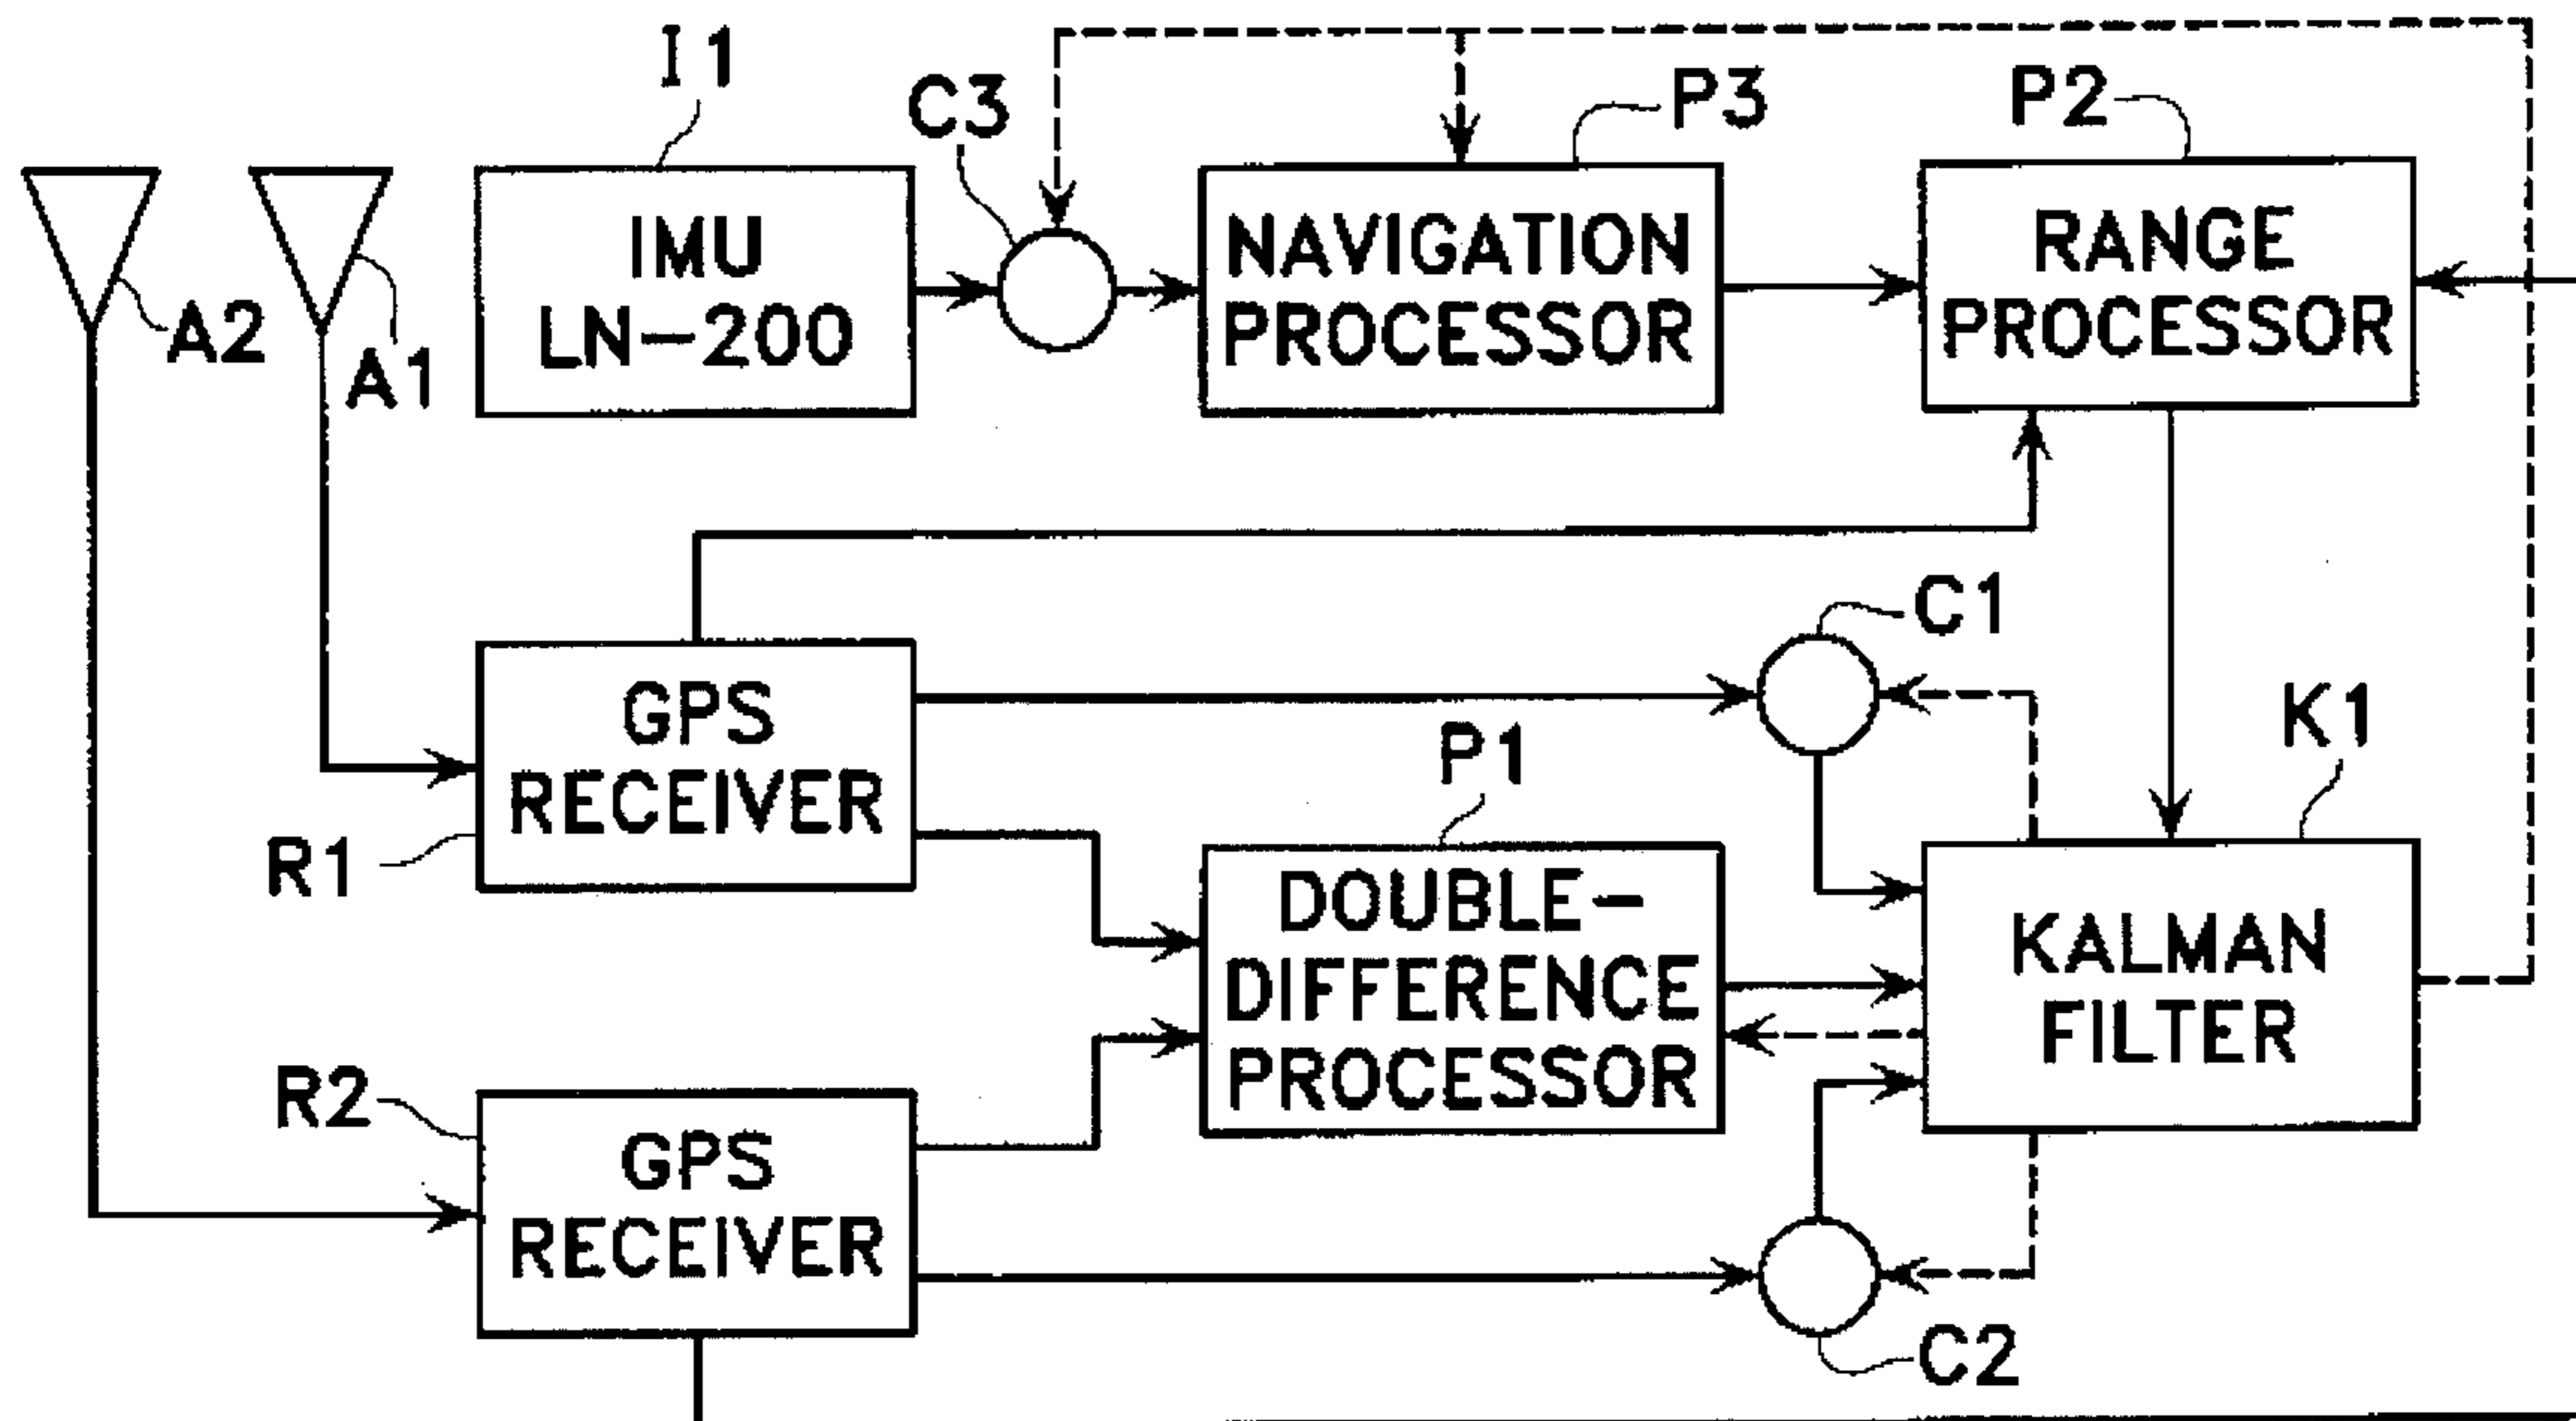 I1
C3
P3
P2
A2
A1
IMU
LN-200
NAVIGATION
PROCESSOR
RANGE
PROCESSOR
C1
GPS
RECEIVER
R1
P1
K1
DOUBLE-
DIFFERENCE
PROCESSOR
KALMAN
FILTER
R2
GPS
RECEIVER
C2